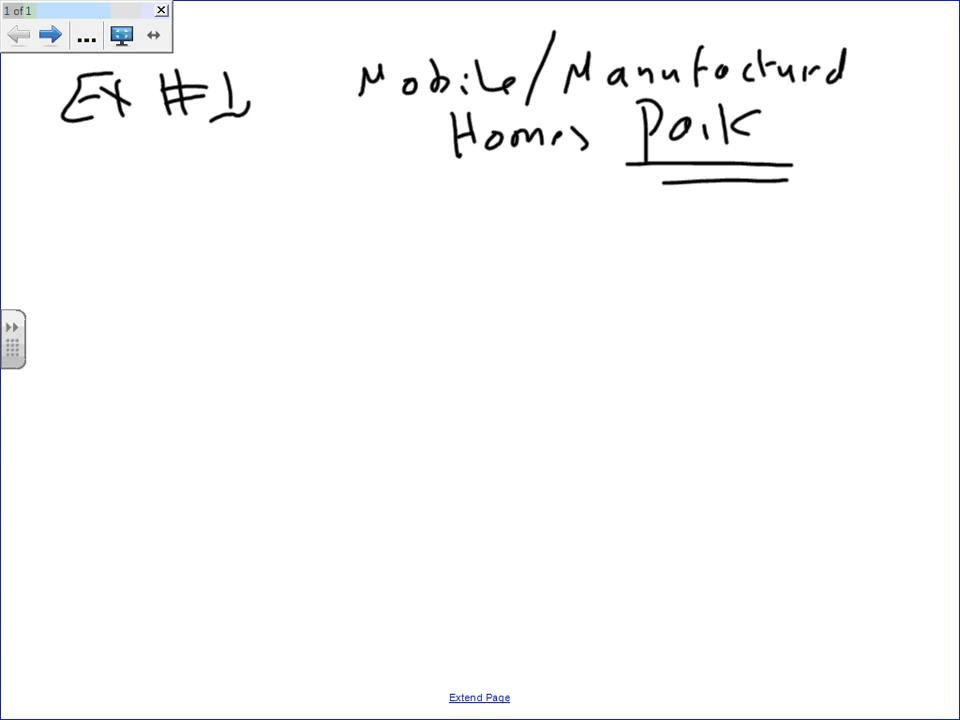 1 of 1
Ex #1
Mobile/Manufacturd
Homes Park
Extend Page